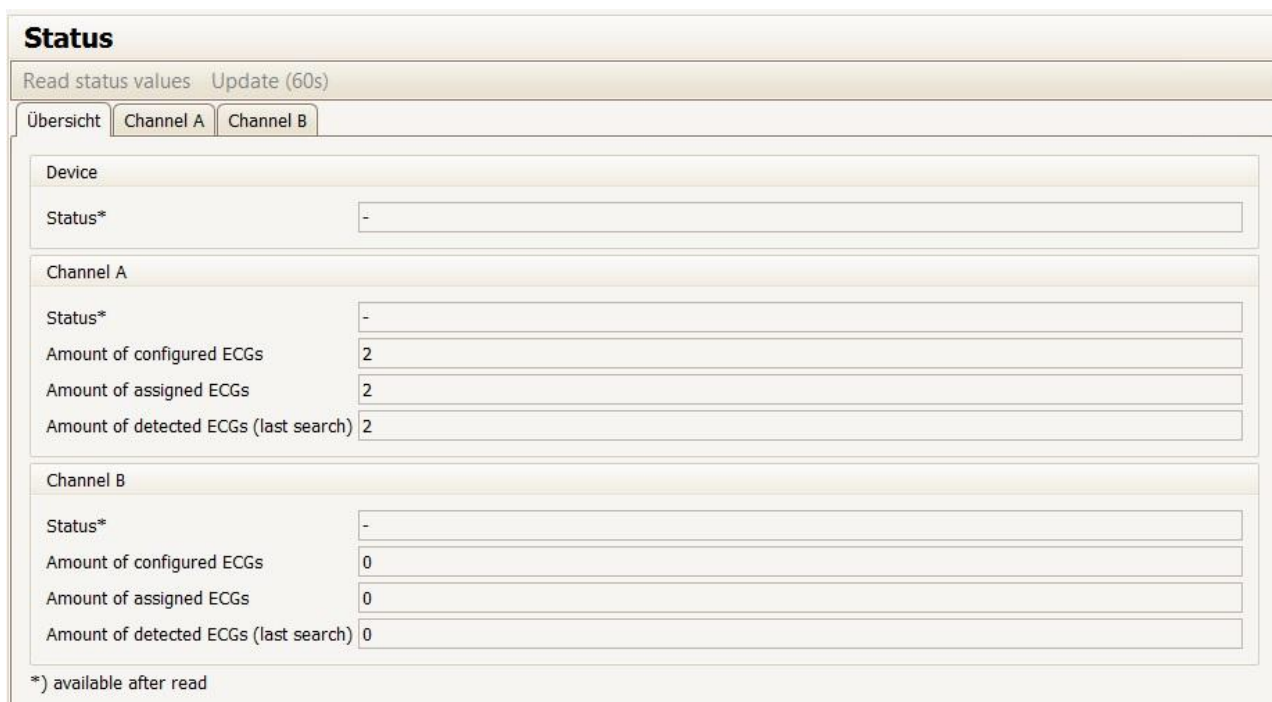 Status
Read status values Update (60s)
Übersicht Channel A Channel B
Device
Status* -
Channel A
Status* -
Amount of configured ECGs 2
Amount of assigned ECGs 2
Amount of detected ECGs (last search) 2
Channel B
Status* -
Amount of configured ECGs 0
Amount of assigned ECGs 0
Amount of detected ECGs (last search) 0
*) available after read